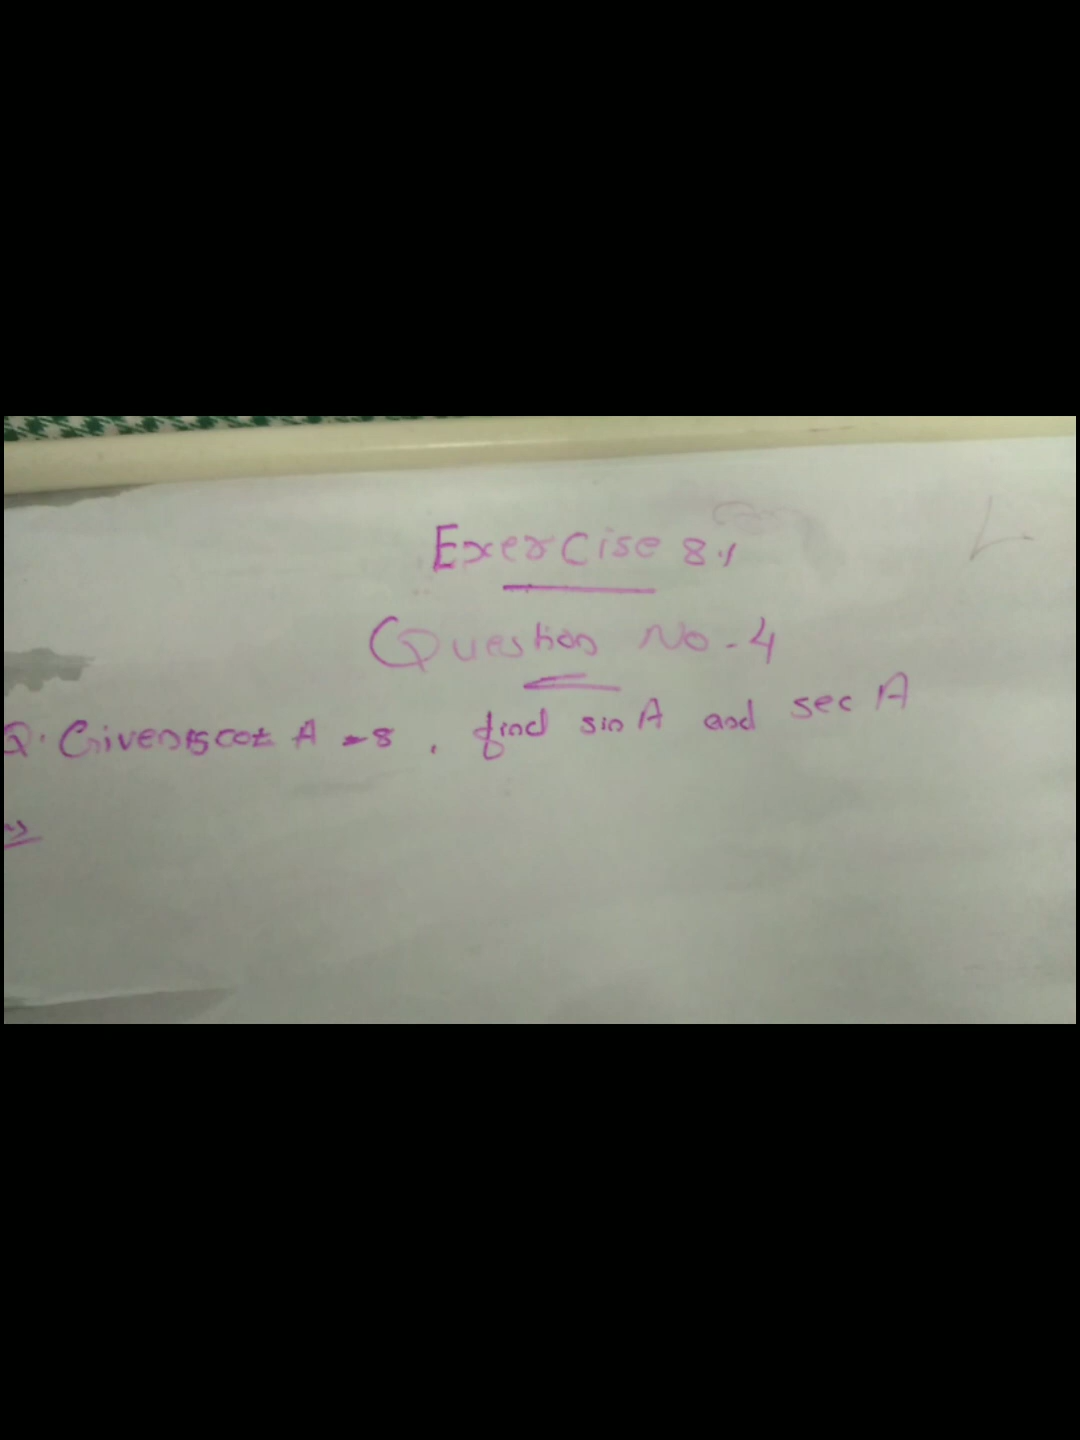 Exercise 8.1
Question No. 4
Q. Given 15 cot A = 8, find sin A and sec A